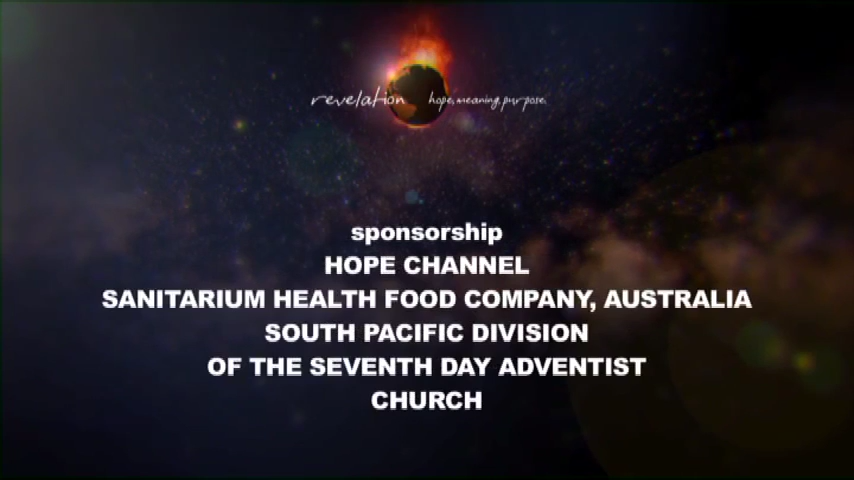 revelation hope, meaning, purpose.
sponsorship
HOPE CHANNEL
SANITARIUM HEALTH FOOD COMPANY, AUSTRALIA
SOUTH PACIFIC DIVISION
OF THE SEVENTH DAY ADVENTIST
CHURCH